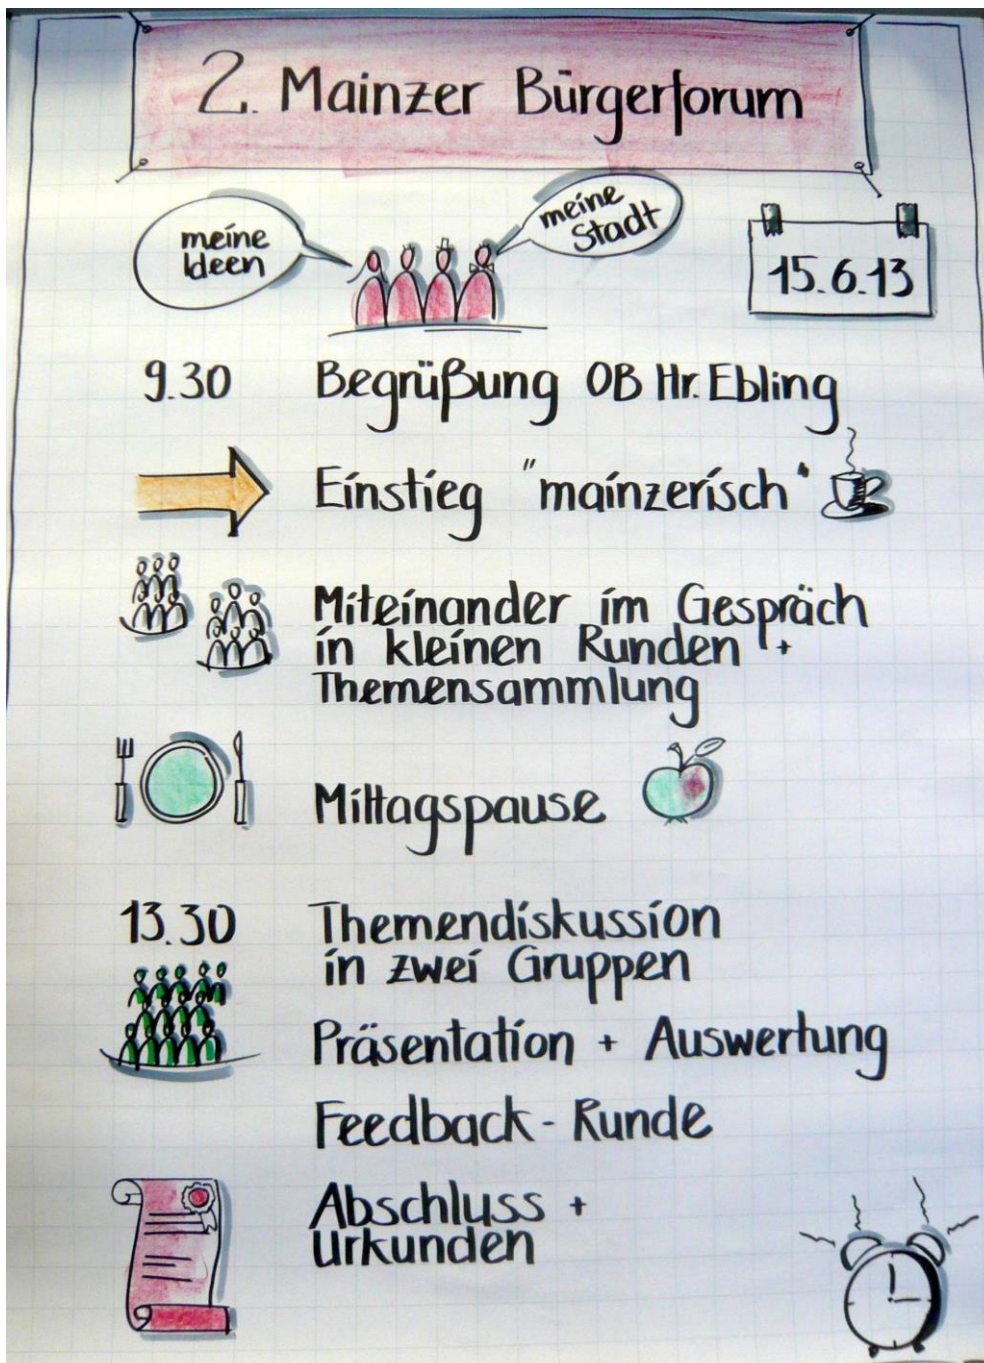 2. Mainzer Bürgerforum
meine
Ideen
meine
Stadt
15.6.13
9.30 Begrüßung OB Hr. Ebling
Einstieg "mainzerisch"
Miteinander im Gespräch
in kleinen Runden +
Themensammlung
Mittagspause
13.30 Themendiskussion
in zwei Gruppen
Präsentation + Auswertung
Feedback - Runde
Abschluss +
Urkunden